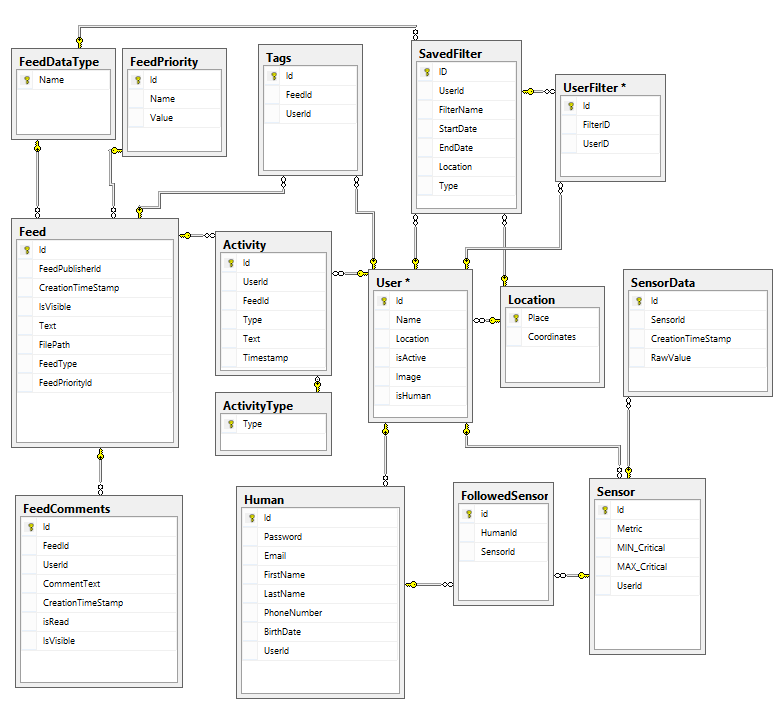 FeedDataType
Name
FeedPriority
Id
Name
Value
Tags
Id
FeedId
UserId
SavedFilter
ID
UserId
FilterName
StartDate
EndDate
Location
Type
UserFilter *
Id
FilterID
UserID
Feed
Id
FeedPublisherId
CreationTimeStamp
IsVisible
Text
FilePath
FeedType
FeedPriorityId
Activity
Id
UserId
FeedId
Type
Text
Timestamp
User *
Id
Name
Location
isActive
Image
isHuman
Location
Place
Coordinates
SensorData
Id
SensorId
CreationTimeStamp
RawValue
ActivityType
Type
FeedComments
Id
FeedId
UserId
CommentText
CreationTimeStamp
isRead
IsVisible
Human
Id
Password
Email
FirstName
LastName
PhoneNumber
BirthDate
UserId
FollowedSensor
id
HumanId
SensorId
Sensor
Id
Metric
MIN_Critical
MAX_Critical
UserId